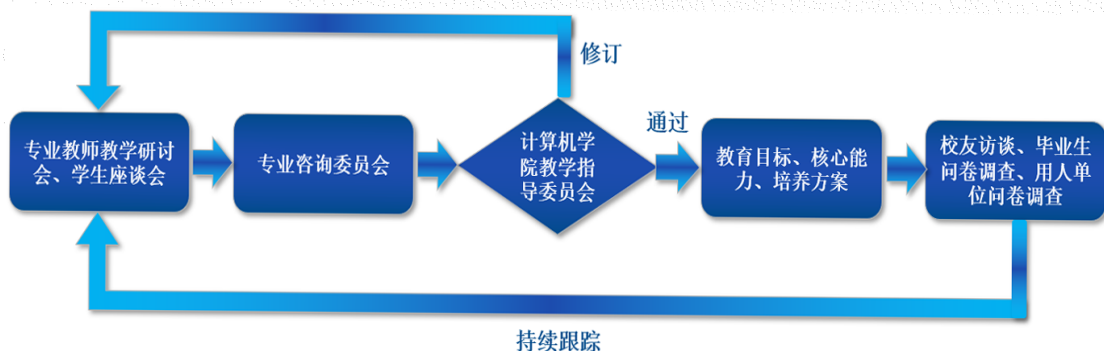 修订
专业教师教学研讨
会、学生座谈会
专业咨询委员会
计算机学
院教学指
导委员会
通过
教育目标、核心能
力、培养方案
校友访谈、毕业生
问卷调查、用人单
位问卷调查
持续跟踪